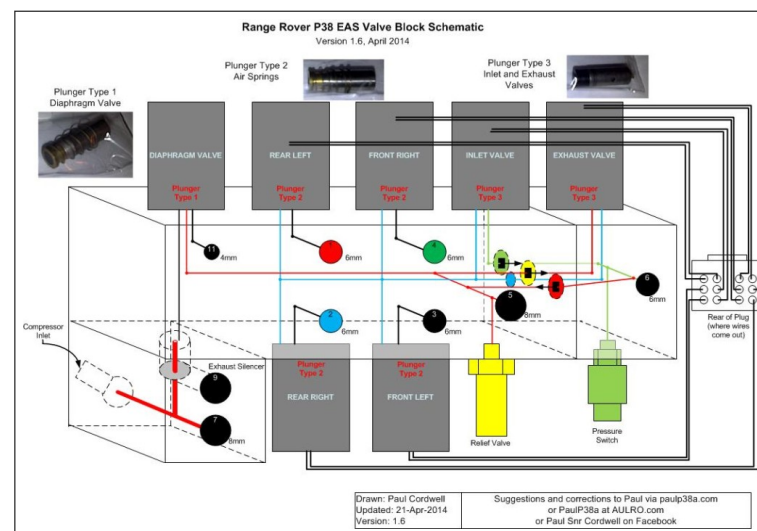 Range Rover P38 EAS Valve Block Schematic
Version 1.6, April 2014
Plunger Type 1
Diaphragm Valve
Plunger Type 2
Air Springs
Plunger Type 3
Inlet and Exhaust
Valves
DIAPHRAGM VALVE
REAR LEFT
FRONT RIGHT
INLET VALVE
EXHAUST VALVE
Plunger
Type 1
Plunger
Type 2
Plunger
Type 2
Plunger
Type 3
Plunger
Type 3
11
4mm
1
6mm
4
6mm
6
6mm
5
8mm
2
6mm
3
6mm
Rear of Plug
(where wires
come out)
Compressor
Inlet
Exhaust Silencer
9
7
8mm
Plunger
Type 2
REAR RIGHT
Plunger
Type 2
FRONT LEFT
Relief Valve
Pressure
Switch
Drawn: Paul Cordwell
Updated: 21-Apr-2014
Version: 1.6
Suggestions and corrections to Paul via paulp38a.com
or PaulP38a at AULRO.com
or Paul Snr Cordwell on Facebook